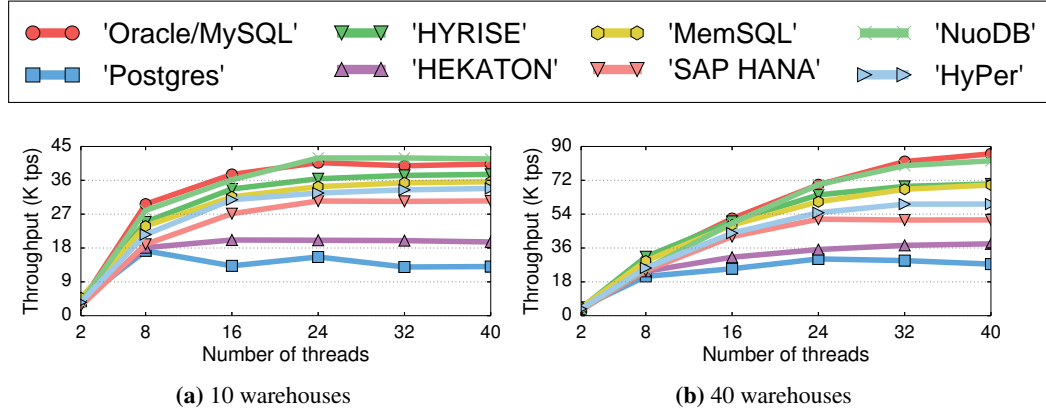 'Oracle/MySQL' 'HYRISE' 'MemSQL' 'NuoDB'
'Postgres' 'HEKATON' 'SAP HANA' 'HyPer'
Throughput (K tps)
45
36
27
18
9
0
2 8 16 24 32 40
Number of threads
(a) 10 warehouses
Throughput (K tps)
90
72
54
36
18
0
2 8 16 24 32 40
Number of threads
(b) 40 warehouses